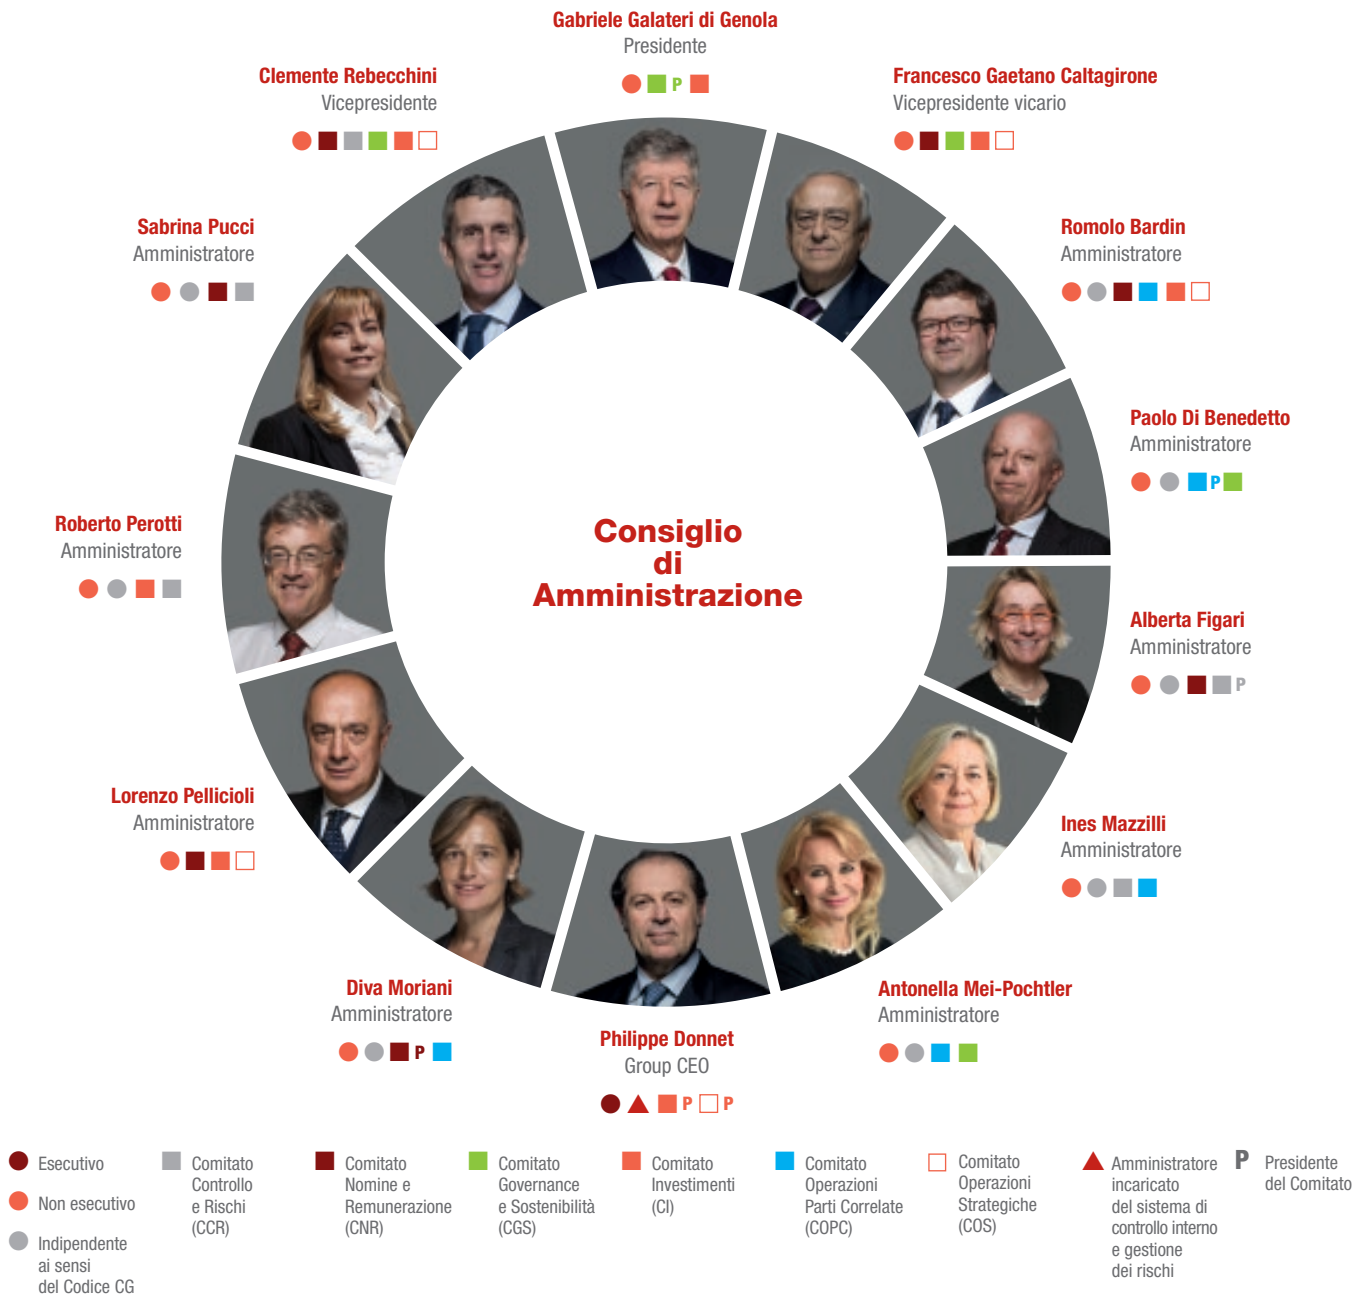 Gabriele Galateri di Genola
Presidente
P
Clemente Rebecchini
Vicepresidente
Francesco Gaetano Caltagirone
Vicepresidente vicario
Sabrina Pucci
Amministratore
Romolo Bardin
Amministratore
Paolo Di Benedetto
Amministratore
P
Roberto Perotti
Amministratore
Consiglio
di
Amministrazione
Alberta Figari
Amministratore
P
Lorenzo Pellicioli
Amministratore
Ines Mazzilli
Amministratore
Diva Moriani
Amministratore
P
Philippe Donnet
Group CEO
P P
Antonella Mei-Pochtler
Amministratore
Esecutivo
Non esecutivo
Indipendente
ai sensi
del Codice CG
Comitato
Controllo
e Rischi
(CCR)
Comitato
Nomine e
Remunerazione
(CNR)
Comitato
Governance
e Sostenibilità
(CGS)
Comitato
Investimenti
(CI)
Comitato
Operazioni
Parti Correlate
(COPC)
Comitato
Operazioni
Strategiche
(COS)
Amministratore
incaricato
del sistema di
controllo interno
e gestione
dei rischi
P Presidente
del Comitato